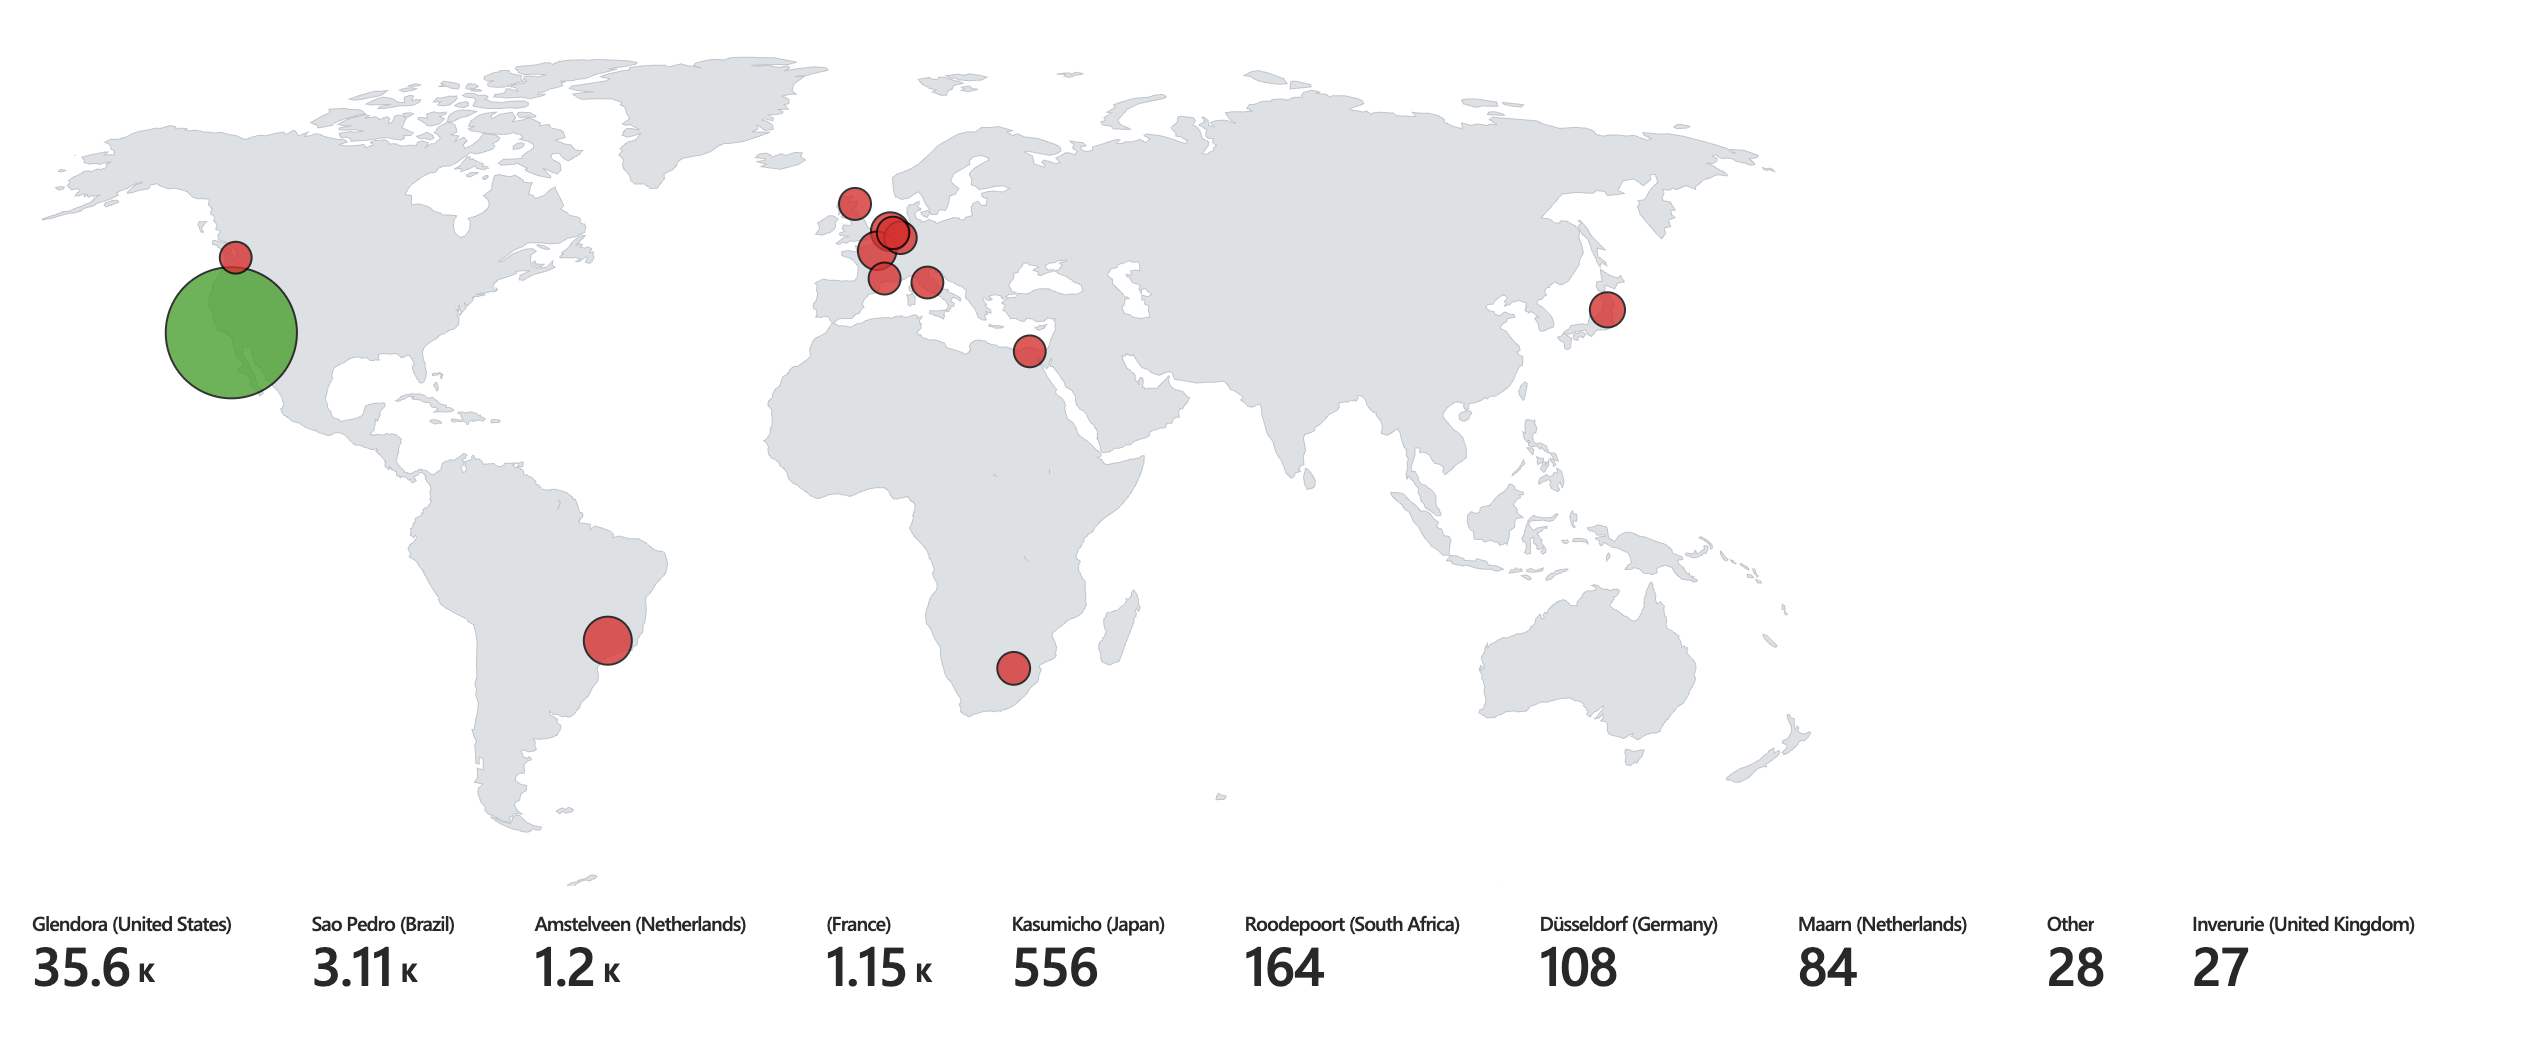 Glendora (United States) Sao Pedro (Brazil) Amstelveen (Netherlands) (France) Kasumicho (Japan) Roodepoort (South Africa) Düsseldorf (Germany) Maarn (Netherlands) Other Inverurie (United Kingdom)
35.6 K 3.11 K 1.2 K 1.15 K 556 164 108 84 28 27